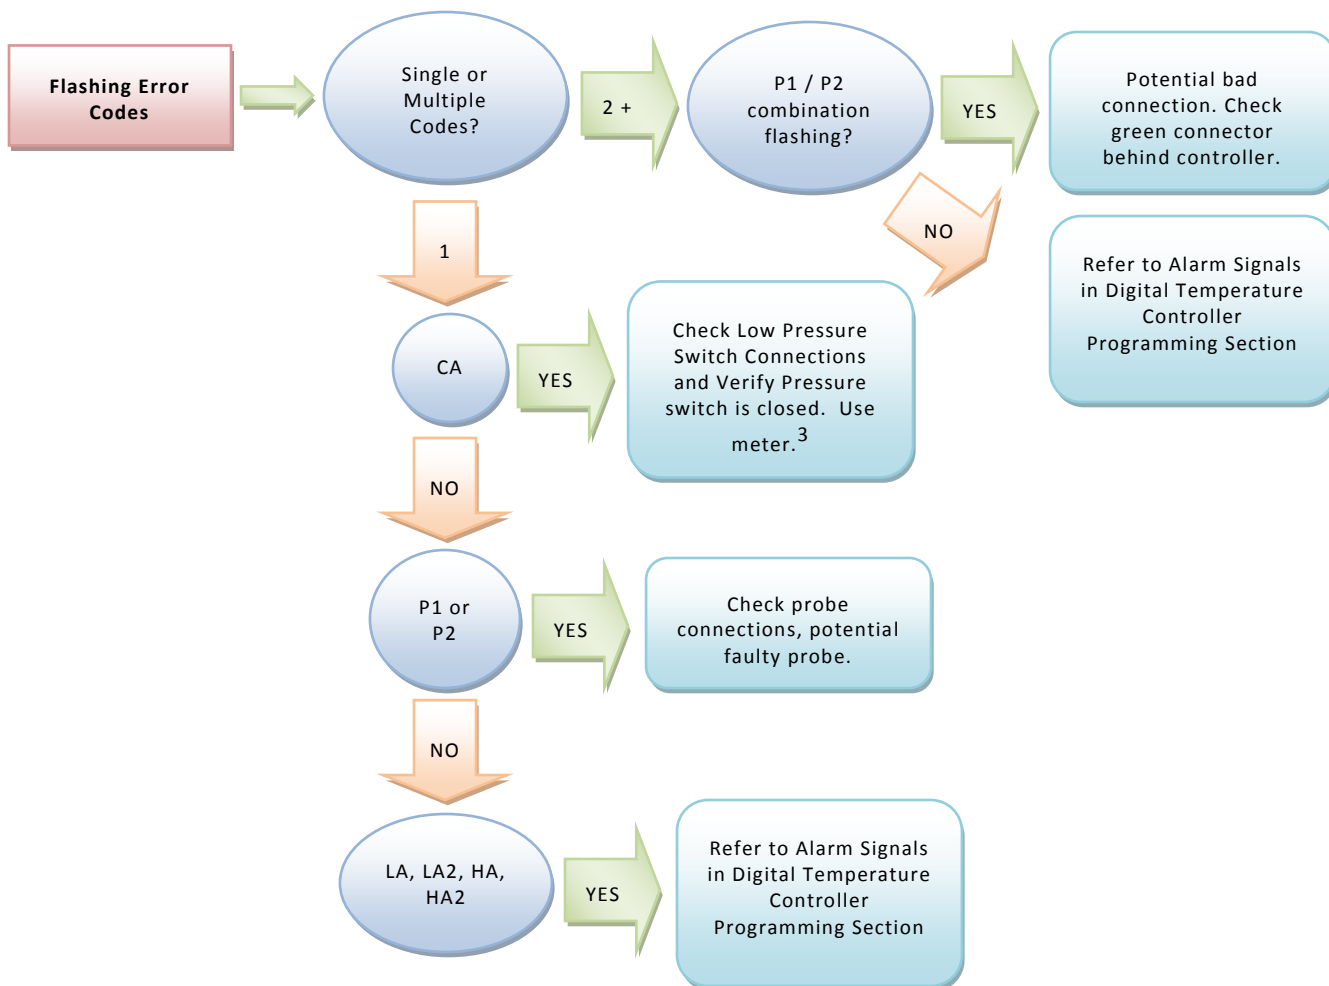 Flashing Error
Codes
Single or
Multiple
Codes?
2 +
P1 / P2
combination
flashing?
YES
Potential bad
connection. Check
green connector
behind controller.
NO
Refer to Alarm Signals
in Digital Temperature
Controller
Programming Section
1
CA
YES
Check Low Pressure
Switch Connections
and Verify Pressure
switch is closed.  Use
meter.3
NO
P1 or
P2
YES
Check probe
connections, potential
faulty probe.
NO
LA, LA2, HA,
HA2
YES
Refer to Alarm Signals
in Digital Temperature
Controller
Programming Section